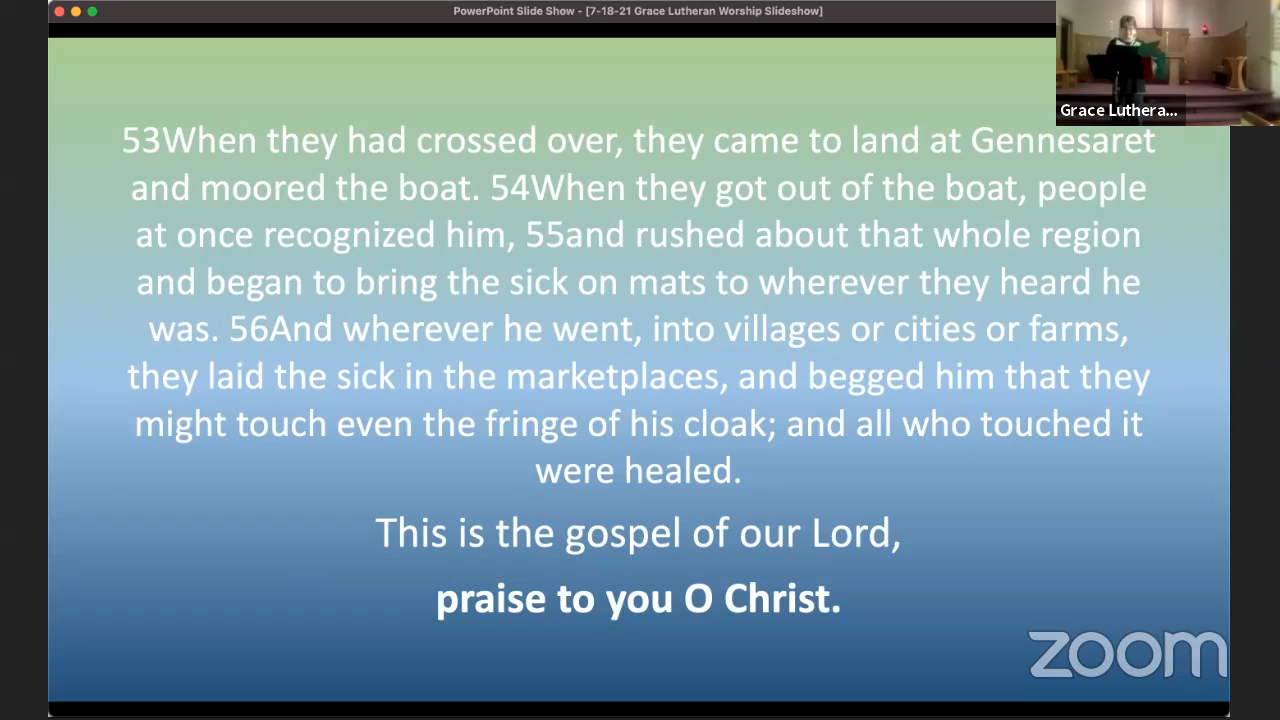 PowerPoint Slide Show - [7-18-21 Grace Lutheran Worship Slideshow]
Grace Luthera...
53When they had crossed over, they came to land at Gennesaret
and moored the boat. 54When they got out of the boat, people
at once recognized him, 55and rushed about that whole region
and began to bring the sick on mats to wherever they heard he
was. 56And wherever he went, into villages or cities or farms,
they laid the sick in the marketplaces, and begged him that they
might touch even the fringe of his cloak; and all who touched it
were healed.
This is the gospel of our Lord,
praise to you O Christ.
zoom